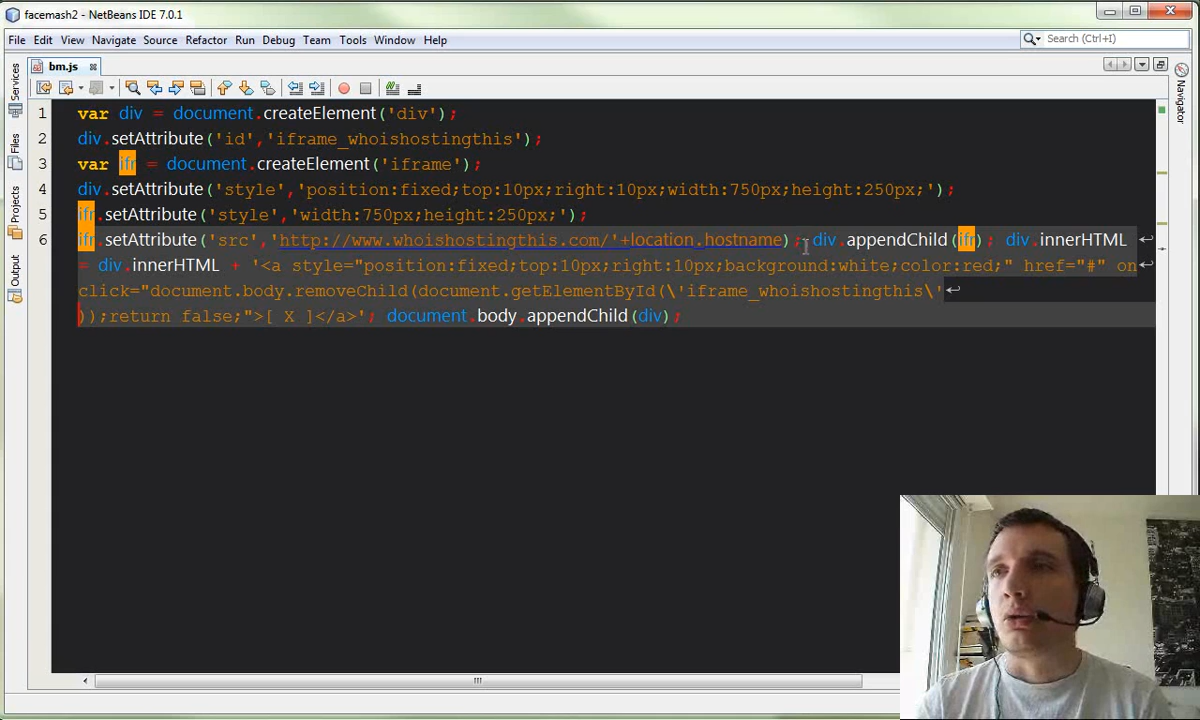 facemash2 - NetBeans IDE 7.0.1
File Edit View Navigate Source Refactor Run Debug Team Tools Window Help
Search (Ctrl+I)
bm.js
Services
Files
Projects
Output
Navigator
1 var div = document.createElement('div');
2 div.setAttribute('id','iframe_whoishostingthis');
3 var ifr = document.createElement('iframe');
4 div.setAttribute('style','position:fixed;top:10px;right:10px;width:750px;height:250px;');
5 ifr.setAttribute('style','width:750px;height:250px;');
6 ifr.setAttribute('src','http://www.whoishostingthis.com/'+location.hostname); div.appendChild(ifr); div.innerHTML
= div.innerHTML + '<a style="position:fixed;top:10px;right:10px;background:white;color:red;" href="#" on
click="document.body.removeChild(document.getElementById(\'iframe_whoishostingthis\'
));return false;">[ X ]</a>'; document.body.appendChild(div);